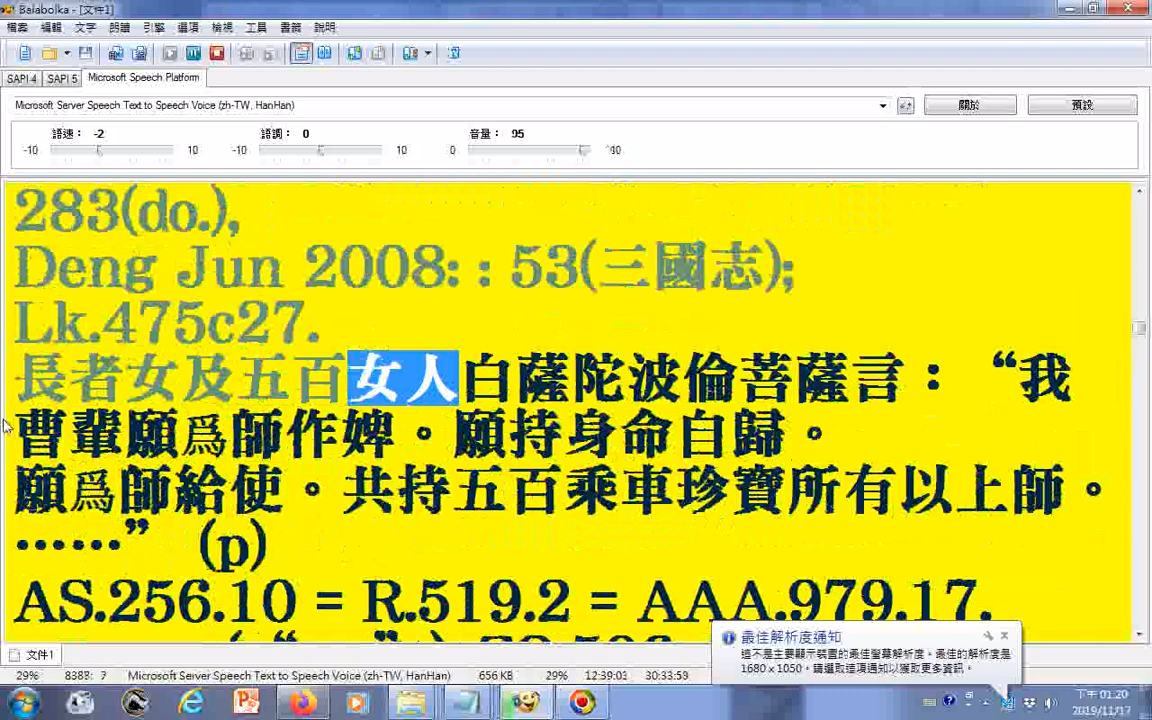 Balabolka - [文件1]
檔案 編輯 文字 朗讀 引擎 選項 檢視 工具 書籤 說明
SAPI 4 SAPI 5 Microsoft Speech Platform
Microsoft Server Speech Text to Speech Voice (zh-TW, HanHan) 關於 預設
語速： -2 語調： 0 音量： 95
-10 10 -10 10 0 100
283(do.),
Deng Jun 2008: : 53(三國志);
Lk.475c27.
長者女及五百女人白薩陀波倫菩薩言：“我
曹輩願爲師作婢。願持身命自歸。
願爲師給使。共持五百乘車珍寶所有以上師。
……” (p)
AS.256.10 = R.519.2 = AAA.979.17.
最佳解析度通知
這不是主要顯示裝置的最佳螢幕解析度。最佳的解析度是
1680 x 1050。請選取這項通知以獲取更多資訊。
文件1
29% 8388: 7 Microsoft Server Speech Text to Speech Voice (zh-TW, HanHan) 656 KB 29% 12:39:03 30:33:59
下午 01:20
2019/11/17